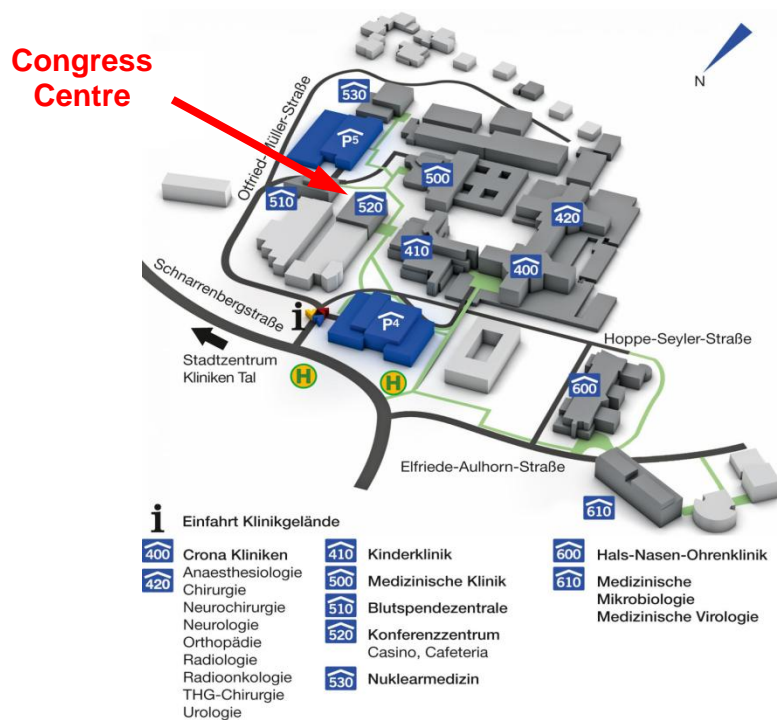 Congress
Centre
N
Otfried-Müller-Straße
530
P5
500
510
520
420
410
400
Schnarrenbergstraße
i
P4
Hoppe-Seyler-Straße
Stadtzentrum
Kliniken Tal
H
H
600
Elfriede-Aulhorn-Straße
610
i Einfahrt Klinikgelände
400 Crona Kliniken
420 Anaesthesiologie
Chirurgie
Neurochirurgie
Neurologie
Orthopädie
Radiologie
Radioonkologie
THG-Chirurgie
Urologie
410 Kinderklinik
500 Medizinische Klinik
510 Blutspendezentrale
520 Konferenzzentrum
Casino, Cafeteria
530 Nuklearmedizin
600 Hals-Nasen-Ohrenklinik
610 Medizinische
Mikrobiologie
Medizinische Virologie